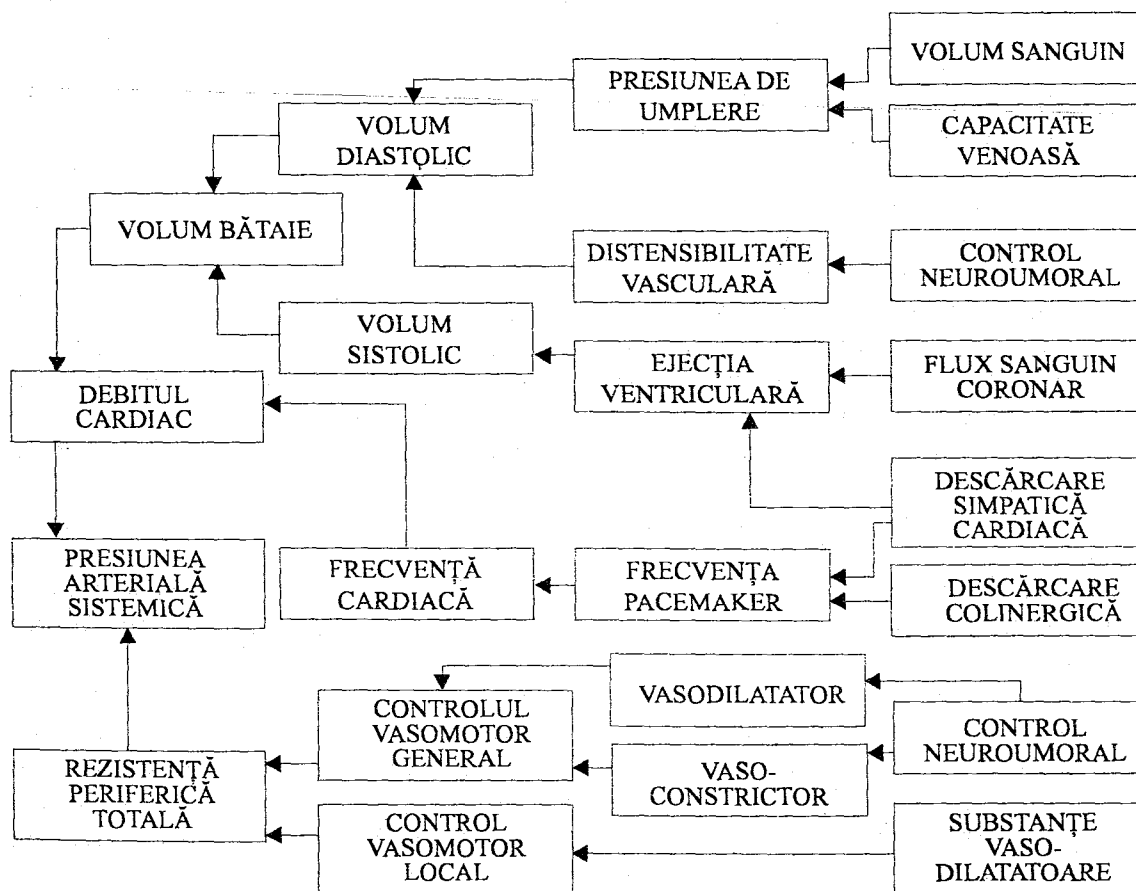 VOLUM SANGUIN
PRESIUNEA DE
UMPLERE
CAPACITATE
VENOASĂ
VOLUM
DIASTOLIC
VOLUM BĂTAIE
DISTENSIBILITATE
VASCULARĂ
CONTROL
NEUROUMORAL
VOLUM
SISTOLIC
EJECȚIA
VENTRICULARĂ
FLUX SANGUIN
CORONAR
DEBITUL
CARDIAC
DESCĂRCARE
SIMPATICĂ
CARDIACĂ
PRESIUNEA
ARTERIALĂ
SISTEMICĂ
FRECVENȚĂ
CARDIACĂ
FRECVENȚA
PACEMAKER
DESCĂRCARE
COLINERGICĂ
VASODILATATOR
CONTROLUL
VASOMOTOR
GENERAL
CONTROL
NEUROUMORAL
VASO-
CONSTRICTOR
REZISTENȚĂ
PERIFERICĂ
TOTALĂ
CONTROL
VASOMOTOR
LOCAL
SUBSTANȚE
VASO-
DILATATOARE